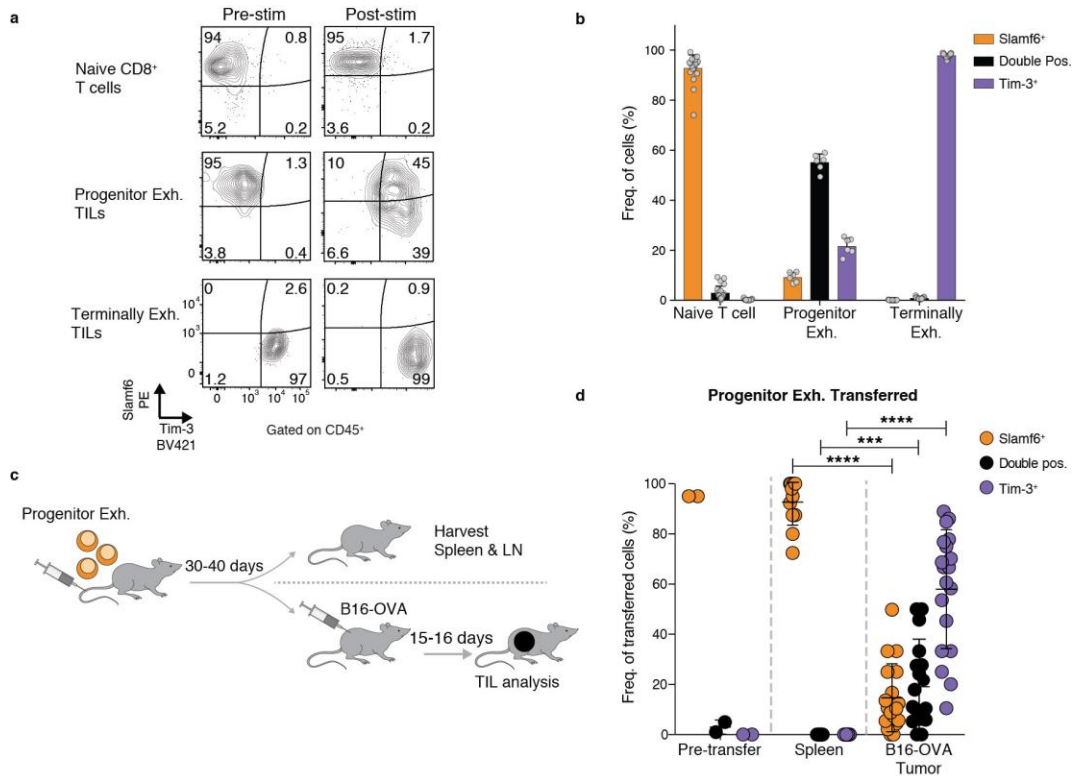 a
Pre-stim
Post-stim
Naive CD8⁺
T cells
94
0.8
5.2
0.2
95
1.7
3.6
0.2
Progenitor Exh.
TILs
95
1.3
3.8
0.4
10
45
6.6
39
Terminally Exh.
TILs
10⁴
10³
0
0
2.6
1.2
97
0.2
0.9
0.5
99
0 10³ 10⁴ 10⁵
0 10³ 10⁴ 10⁵
Slamf6
PE
Tim-3
BV421
Gated on CD45⁺
b
Freq. of cells (%)
100
80
60
40
20
0
Naive T cell
Progenitor
Exh.
Terminally
Exh.
Slamf6⁺
Double Pos.
Tim-3⁺
c
Progenitor Exh.
30-40 days
Harvest
Spleen & LN
B16-OVA
15-16 days
TIL analysis
d
Progenitor Exh. Transferred
****
***
****
Slamf6⁺
Double pos.
Tim-3⁺
Freq. of transferred cells (%)
100
80
60
40
20
0
Pre-transfer
Spleen
B16-OVA
Tumor